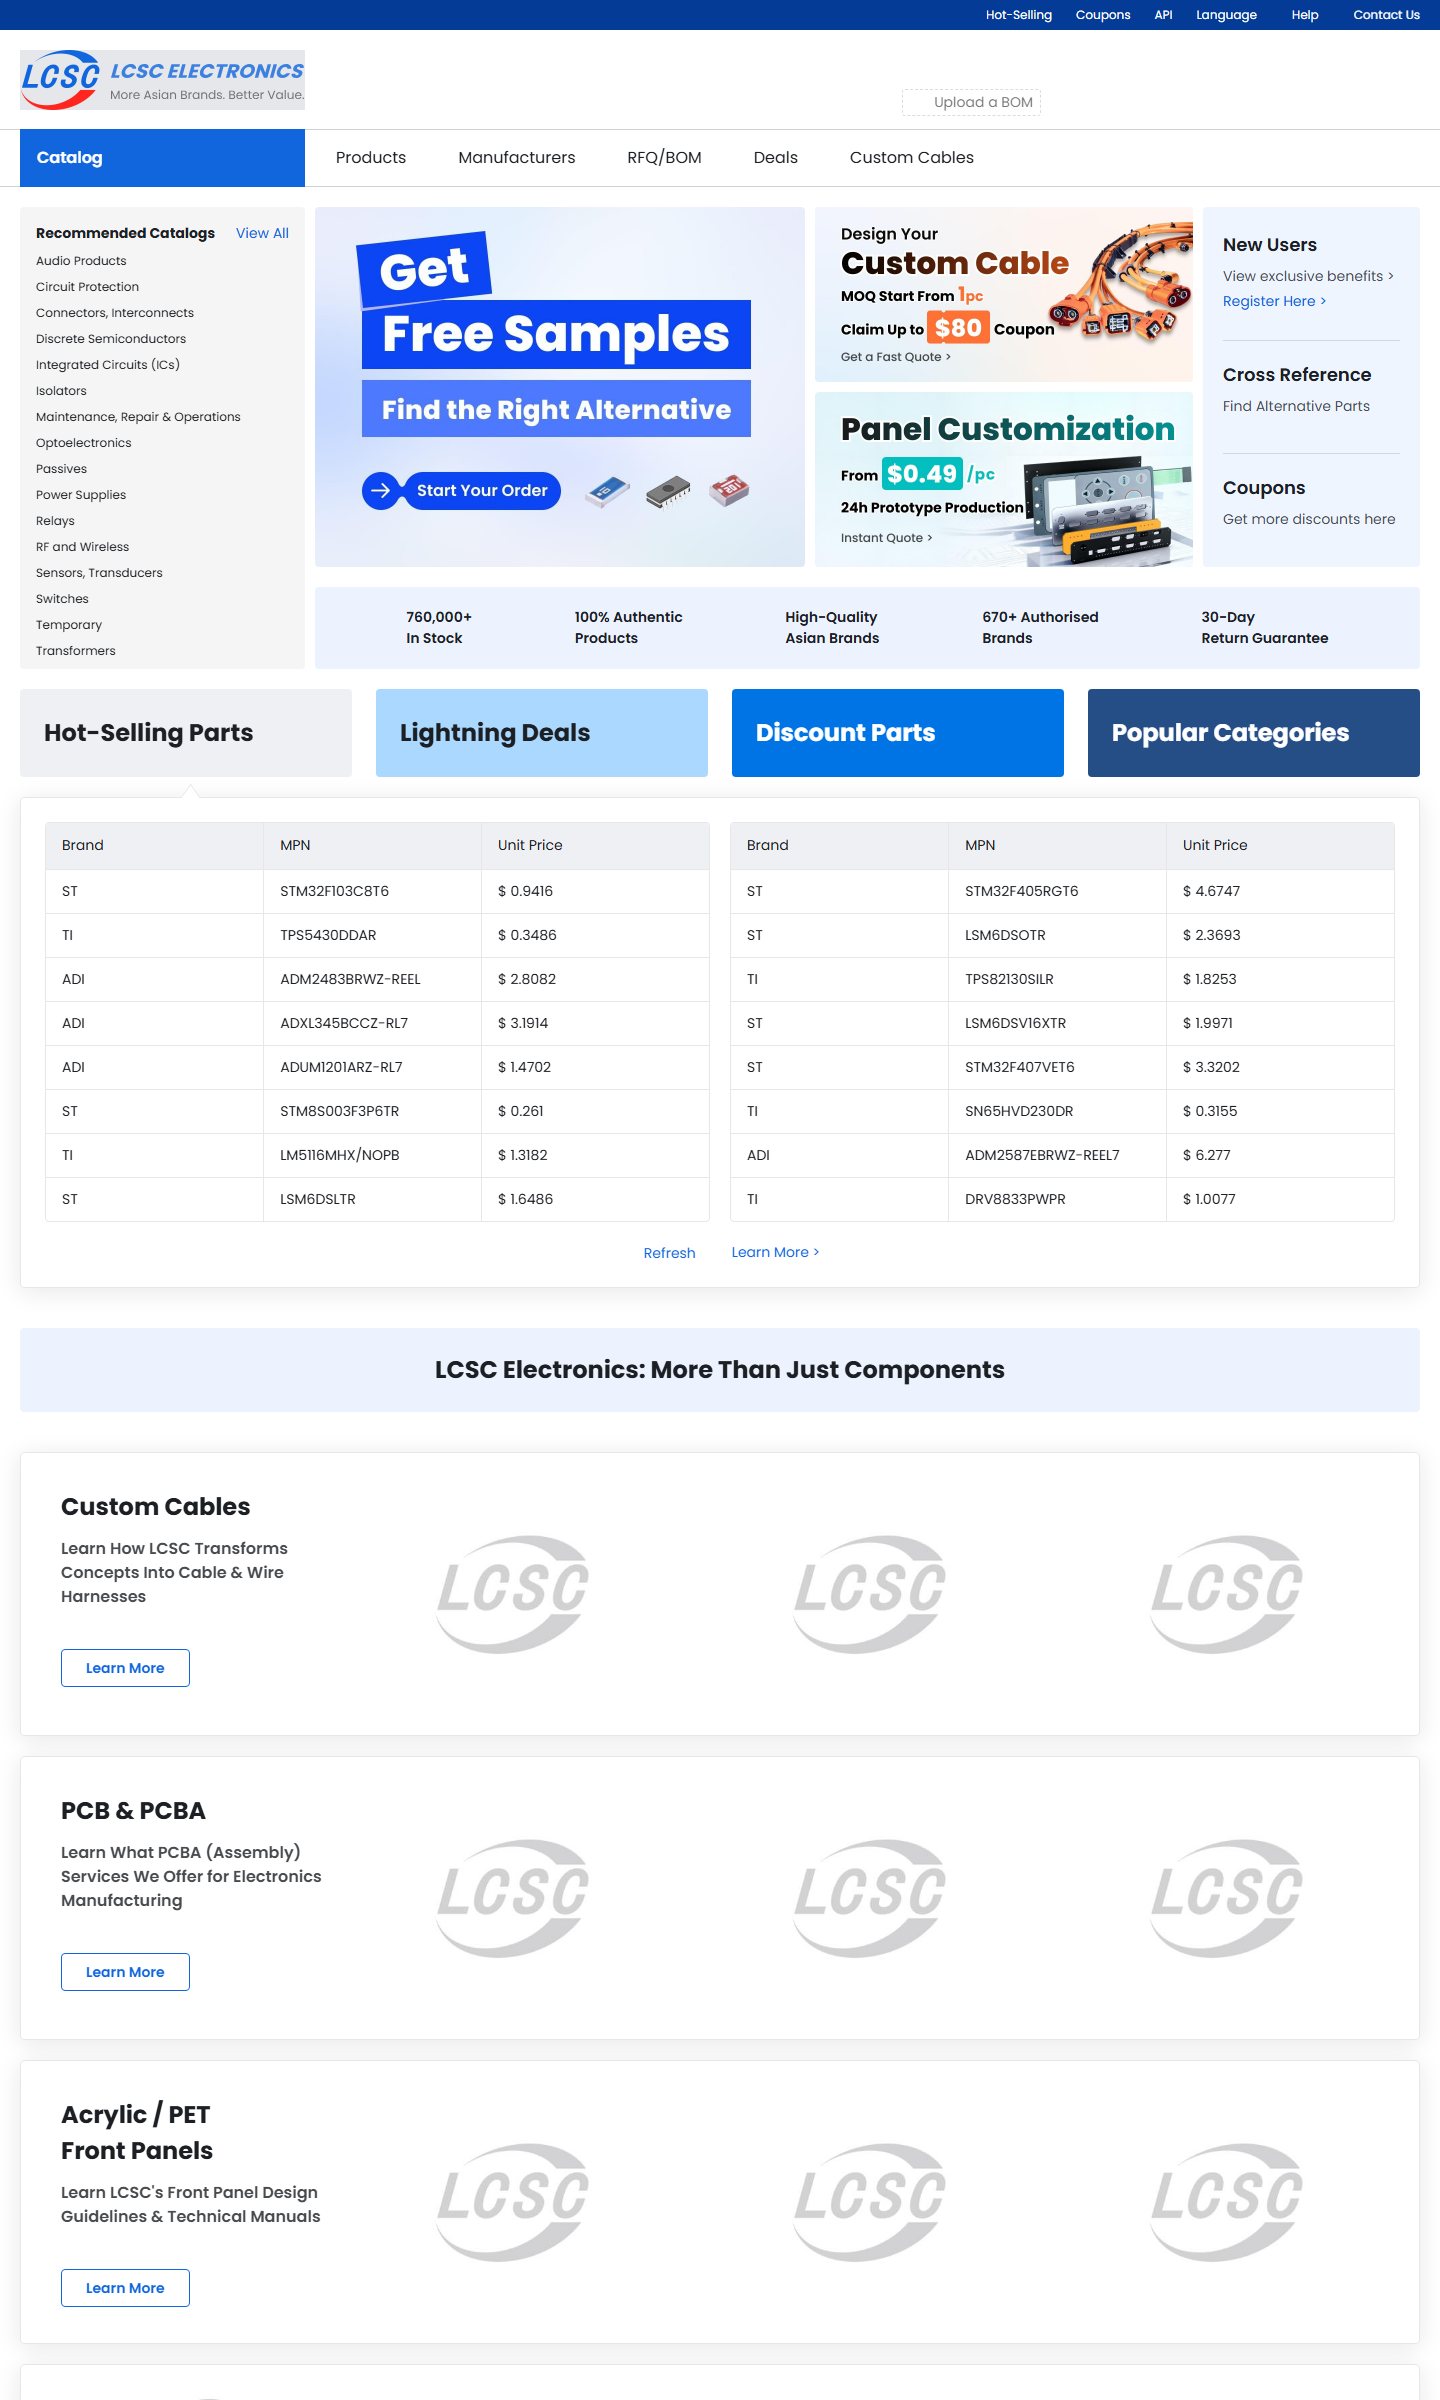 Hot-Selling Coupons API Language Help Contact Us
LCSC LCSC ELECTRONICS
More Asian Brands. Better Value.
Upload a BOM
Catalog Products Manufacturers RFQ/BOM Deals Custom Cables
Recommended Catalogs View All
Audio Products
Circuit Protection
Connectors, Interconnects
Discrete Semiconductors
Integrated Circuits (ICs)
Isolators
Maintenance, Repair & Operations
Optoelectronics
Passives
Power Supplies
Relays
RF and Wireless
Sensors, Transducers
Switches
Temporary
Transformers
Get
Free Samples
Find the Right Alternative
Start Your Order
Design Your
Custom Cable
MOQ Start From 1pc
Claim Up to $80 Coupon
Get a Fast Quote >
Panel Customization
From $0.49 /pc
24h Prototype Production
Instant Quote >
New Users
View exclusive benefits >
Register Here >
Cross Reference
Find Alternative Parts
Coupons
Get more discounts here
760,000+
In Stock
100% Authentic
Products
High-Quality
Asian Brands
670+ Authorised
Brands
30-Day
Return Guarantee
Hot-Selling Parts
Lightning Deals
Discount Parts
Popular Categories
Brand MPN Unit Price
ST STM32F103C8T6 $ 0.9416
TI TPS5430DDAR $ 0.3486
ADI ADM2483BRWZ-REEL $ 2.8082
ADI ADXL345BCCZ-RL7 $ 3.1914
ADI ADUM1201ARZ-RL7 $ 1.4702
ST STM8S003F3P6TR $ 0.261
TI LM5116MHX/NOPB $ 1.3182
ST LSM6DSLTR $ 1.6486
Brand MPN Unit Price
ST STM32F405RGT6 $ 4.6747
ST LSM6DSOTR $ 2.3693
TI TPS82130SILR $ 1.8253
ST LSM6DSV16XTR $ 1.9971
ST STM32F407VET6 $ 3.3202
TI SN65HVD230DR $ 0.3155
ADI ADM2587EBRWZ-REEL7 $ 6.277
TI DRV8833PWPR $ 1.0077
Refresh Learn More >
LCSC Electronics: More Than Just Components
Custom Cables
Learn How LCSC Transforms
Concepts Into Cable & Wire
Harnesses
Learn More
LCSC LCSC LCSC
PCB & PCBA
Learn What PCBA (Assembly)
Services We Offer for Electronics
Manufacturing
Learn More
LCSC LCSC LCSC
Acrylic / PET
Front Panels
Learn LCSC's Front Panel Design
Guidelines & Technical Manuals
Learn More
LCSC LCSC LCSC